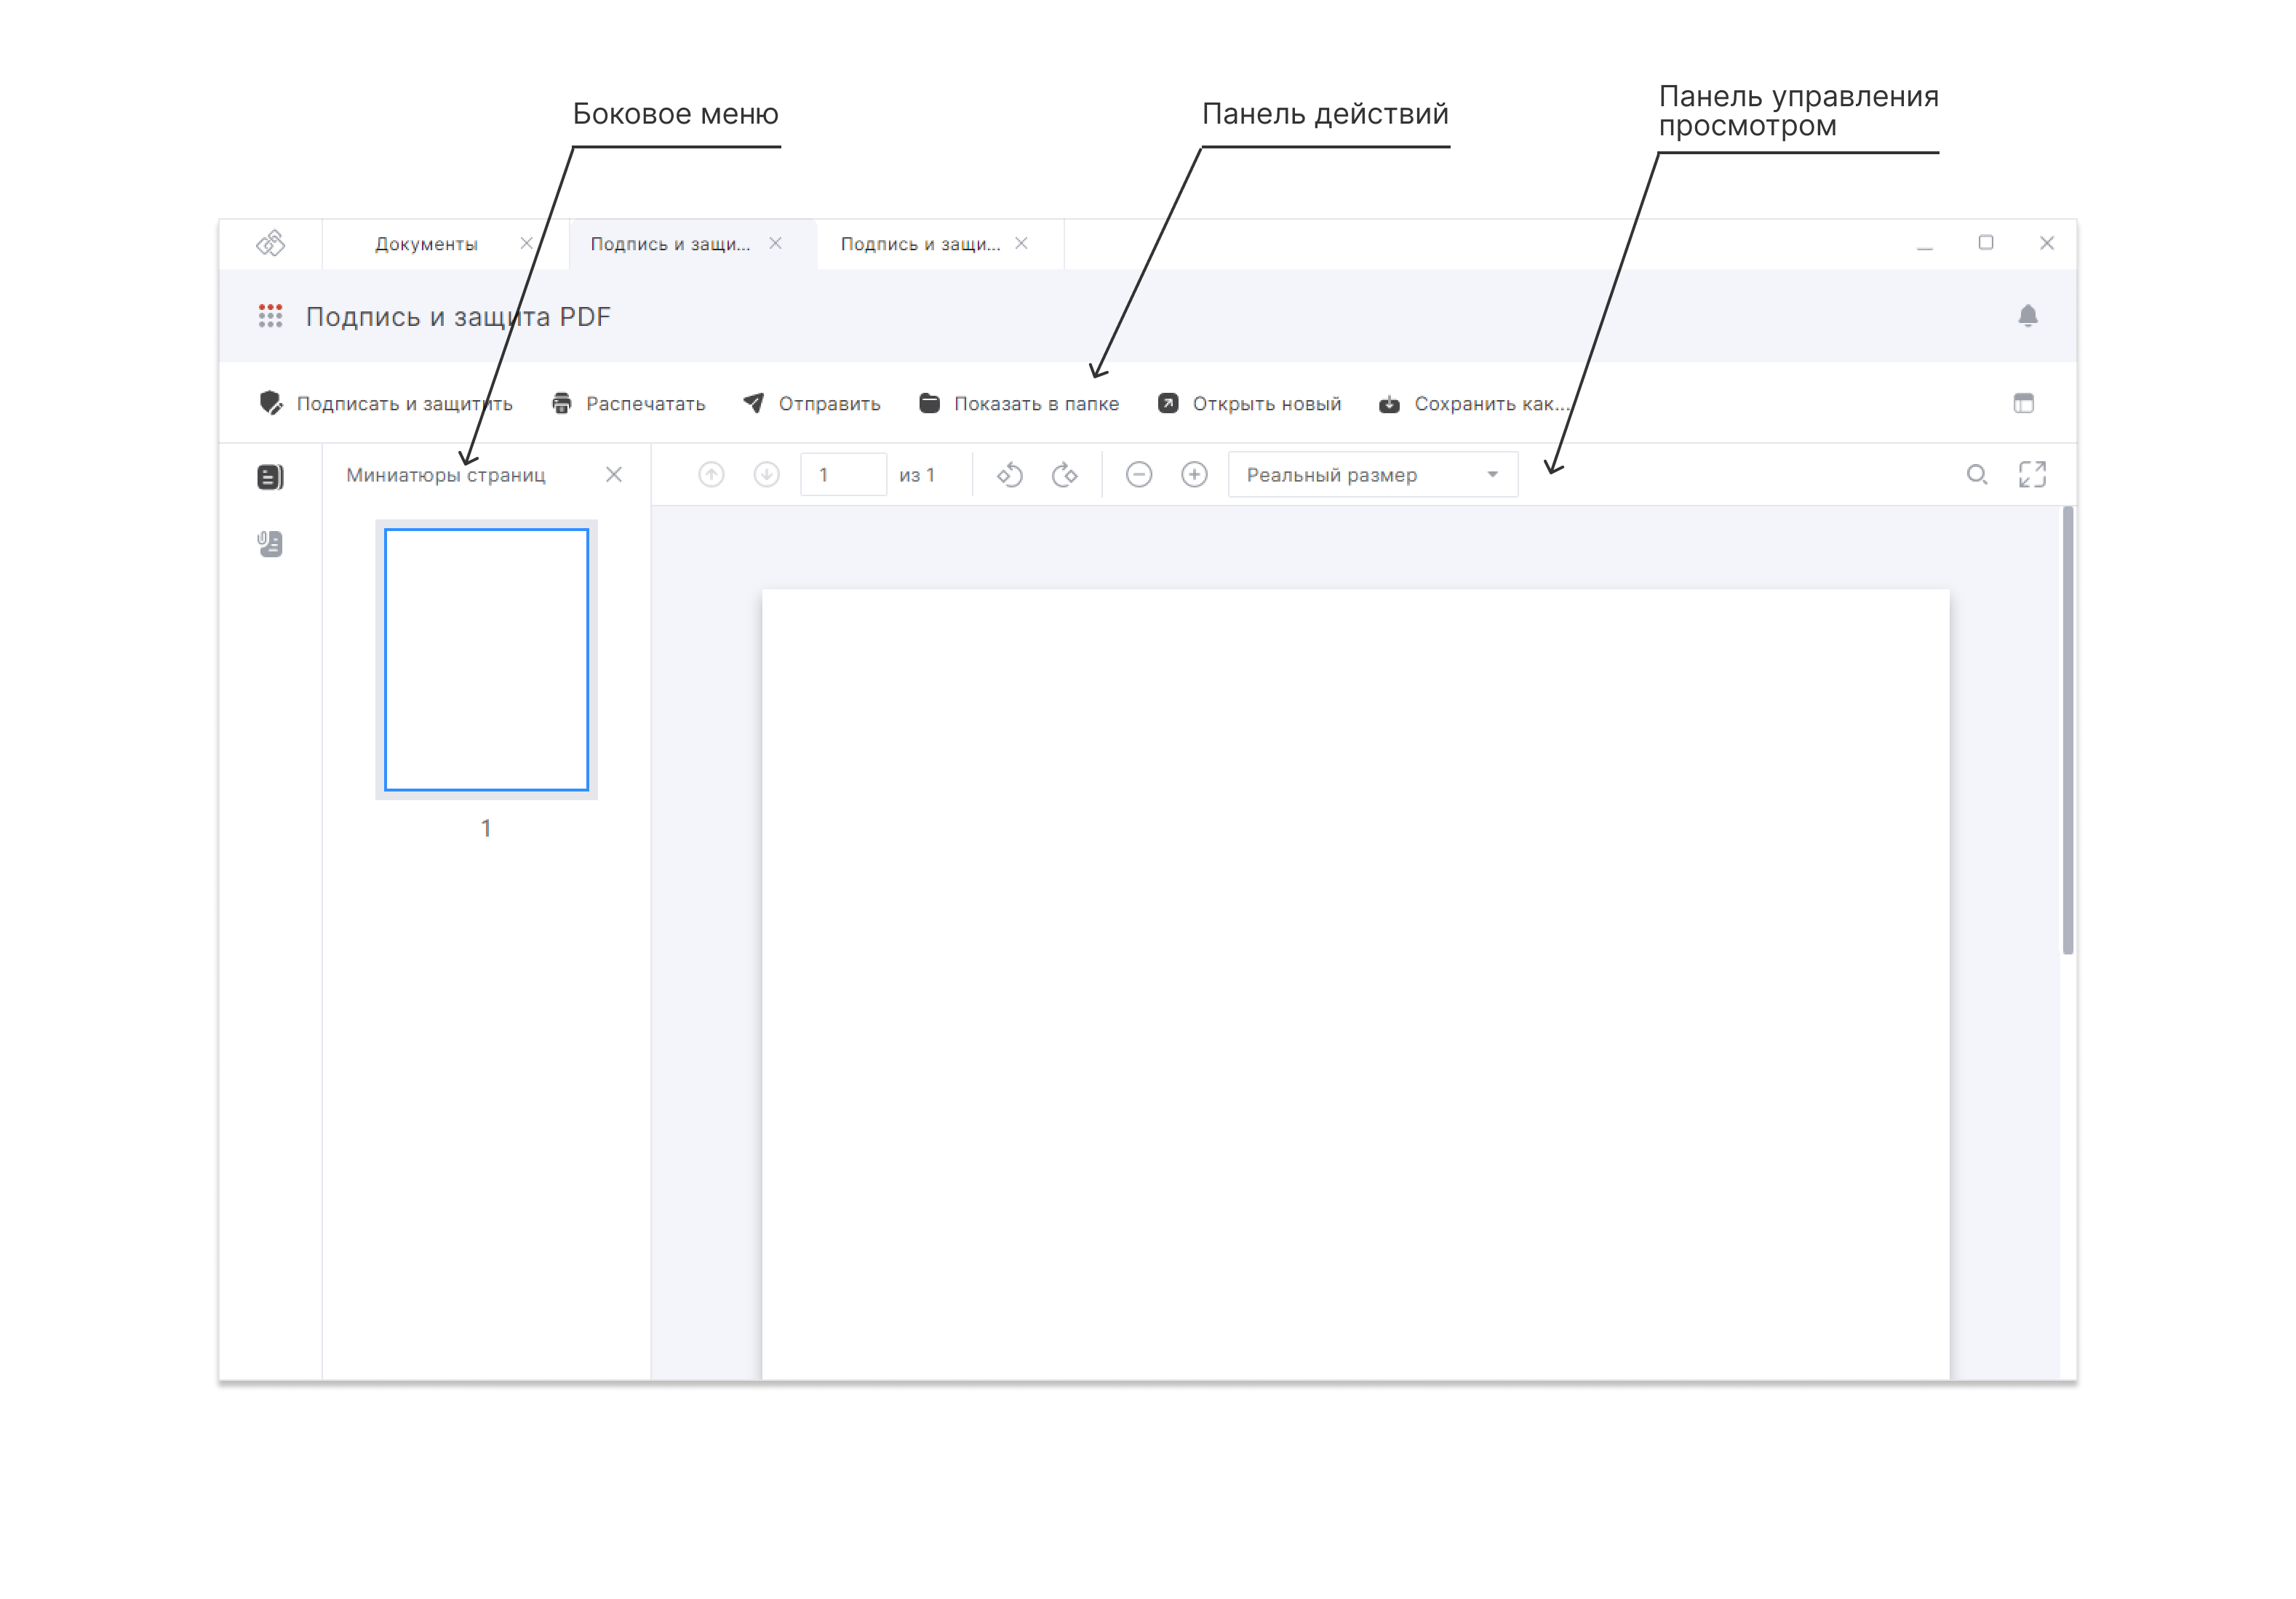 Боковое меню
Панель действий
Панель управления
просмотром
Документы
Подпись и защи...
Подпись и защи...
Подпись и защита PDF
Подписать и защитить
Распечатать
Отправить
Показать в папке
Открыть новый
Сохранить как...
Миниатюры страниц
1
из 1
Реальный размер
1